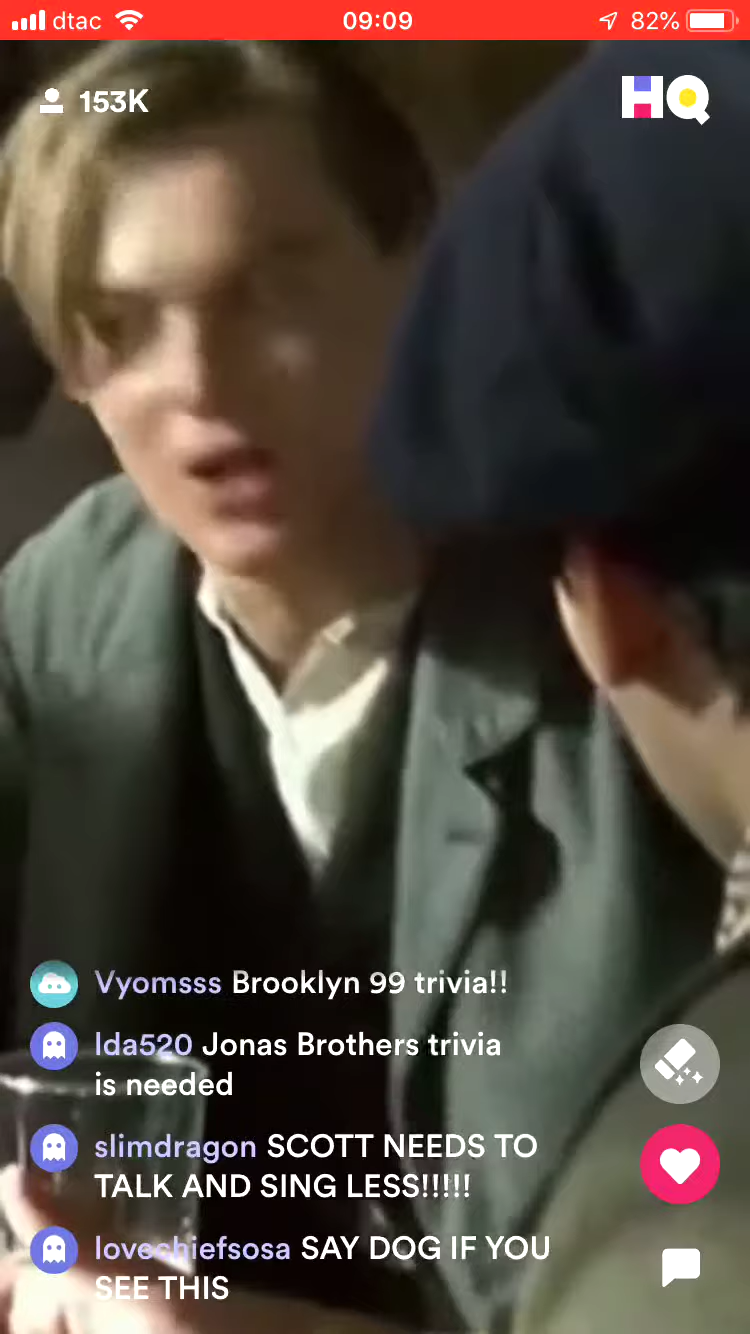 dtac 09:09 82%
153K HQ
Vyomsss Brooklyn 99 trivia!!
lda520 Jonas Brothers trivia
is needed
slimdragon SCOTT NEEDS TO
TALK AND SING LESS!!!!!
lovechiefsosa SAY DOG IF YOU
SEE THIS